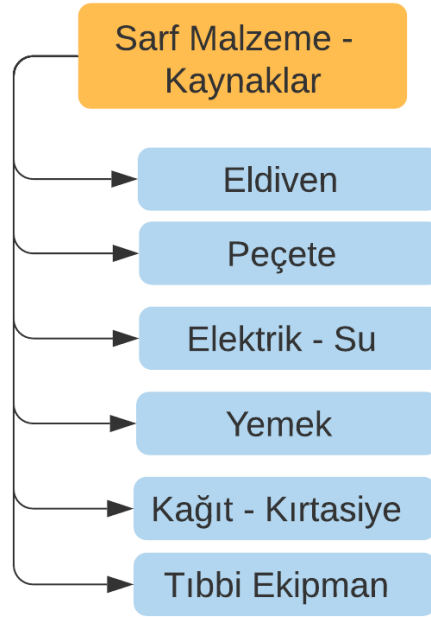 Sarf Malzeme -
Kaynaklar
Eldiven
Peçete
Elektrik - Su
Yemek
Kağıt - Kırtasiye
Tıbbi Ekipman